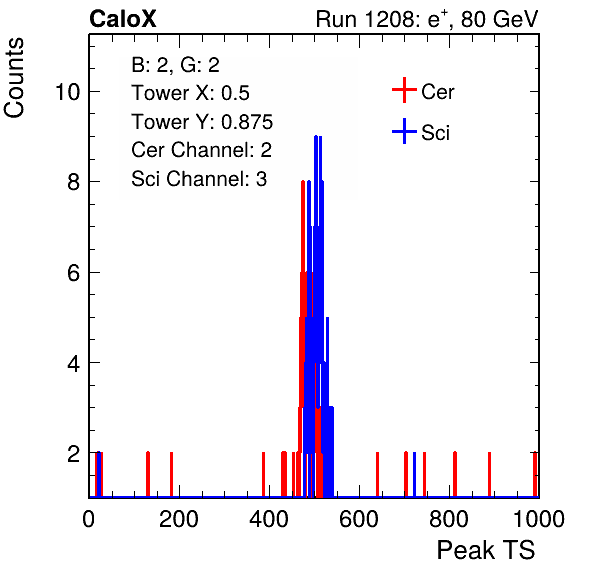 CaloX Run 1208: e⁺, 80 GeV
Counts
B: 2, G: 2
Tower X: 0.5
Tower Y: 0.875
Cer Channel: 2
Sci Channel: 3
Cer
Sci
10
8
6
4
2
0 200 400 600 800 1000
Peak TS